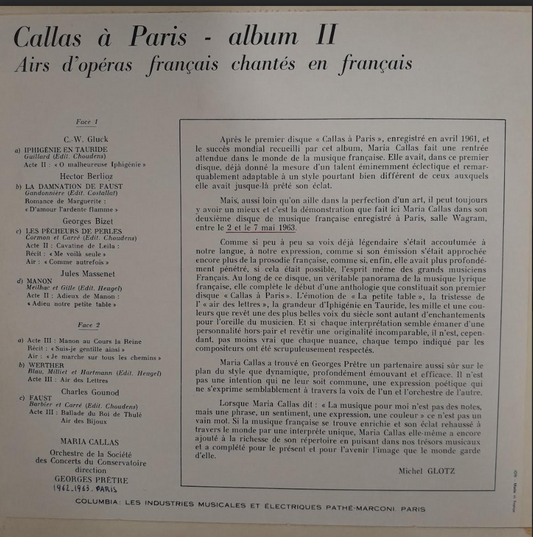 Callas à Paris - album II
Airs d'opéras français chantés en français
Face 1
C. W. Gluck
a) IPHIGÉNIE EN TAURIDE
Guillard (Edit. Choudens)
Acte II : « O malheureuse Iphigénie »
Hector Berlioz
b) LA DAMNATION DE FAUST
Gandonnière (Edit. Costallat)
Romance de Marguerite :
« D'amour l'ardente flamme »
Georges Bizet
c) LES PÉCHEURS DE PERLES
Cormon et Carré (Edit. Choudens)
Acte II : Cavatine de Leila :
Récit : « Me voilà seule »
Air : « Comme autrefois »
Jules Massenet
d) MANON
Meilhac et Gille (Edit. Heugel)
Acte II : Adieux de Manon :
« Adieu notre petite table »
Face 2
a) Acte III : Manon au Cours la Reine
Récit : « Suis-je gentille ainsi »
Air : « Je marche sur tous les chemins »
b) WERTHER
Blau, Milliet et Hartmann (Edit. Heugel)
Acte III : Air des Lettres
Charles Gounod
c) FAUST
Barbier et Carré (Edit. Choudens)
Acte III : Ballade du Roi de Thulé
Air des Bijoux
MARIA CALLAS
Orchestre de la Société
des Concerts du Conservatoire
direction
GEORGES PRÊTRE
1962.1963. PARIS
Après le premier disque « Callas à Paris », enregistré en avril 1961, et
le succès mondial recueilli par cet album, Maria Callas fait une rentrée
attendue dans le monde de la musique française. Elle avait, dans ce premier
disque, déjà donné la mesure d'un talent éminemment éclectique et remar-
quablement adaptable à un style pourtant bien différent de ceux auxquels
elle avait jusque-là prêté son éclat.
Mais, aussi loin qu'on aille dans la perfection d'un art, il peut toujours
y avoir un mieux et c'est la démonstration que fait ici Maria Callas dans son
deuxième disque de musique française enregistré à Paris, salle Wagram,
entre le 2 et le 7 mai 1963.
Comme si peu à peu sa voix déjà légendaire s'était accoutumée à
notre langue, à notre expression, comme si son émission s'était approchée
encore plus de la prosodie française, comme si, enfin, elle avait plus profondé-
ment pénétré, si cela était possible, l'esprit même des grands musiciens
Français. Au long de ce disque, un véritable panorama de la musique lyrique
française, elle complète le début d'une anthologie que constituait son premier
disque « Callas à Paris ». L'émotion de « La petite table », la tristesse de
l' « air des lettres », la grandeur d'Iphigénie en Tauride, les mille et une cou-
leurs que revêt une des plus belles voix du siècle sont autant d'enchantements
pour l'oreille du musicien. Et si chaque interprétation semble émaner d'une
personnalité hors-pair et revêtir une originalité incomparable, il n'est, cepen-
dant, pas moins vrai que chaque nuance, chaque tempo indiqué par les
compositeurs ont été scrupuleusement respectés.
Maria Callas a trouvé en Georges Prêtre un partenaire aussi sûr sur le
plan du style que dynamique, profondément émouvant et efficace. Il n'est
pas une intention qui ne leur soit commune, une expression poétique qui
ne s'exprime semblablement à travers la voix de l'un et l'orchestre de l'autre.
Lorsque Maria Callas dit : « La musique pour moi n'est pas des notes,
mais une phrase, un sentiment, une expression, une couleur » ce n'est pas un
vain mot. Si la musique française se trouve enrichie et son éclat rehaussé à
travers le monde par une interprète unique, Maria Callas elle-même a encore
ajouté à la richesse de son répertoire en puisant dans nos trésors musicaux
et a complété pour le présent et pour l'avenir l'image que le monde garde
d'elle.
Michel GLOTZ
COLUMBIA: LES INDUSTRIES MUSICALES ET ÉLECTRIQUES PATHÉ-MARCONI, PARIS
Made in France